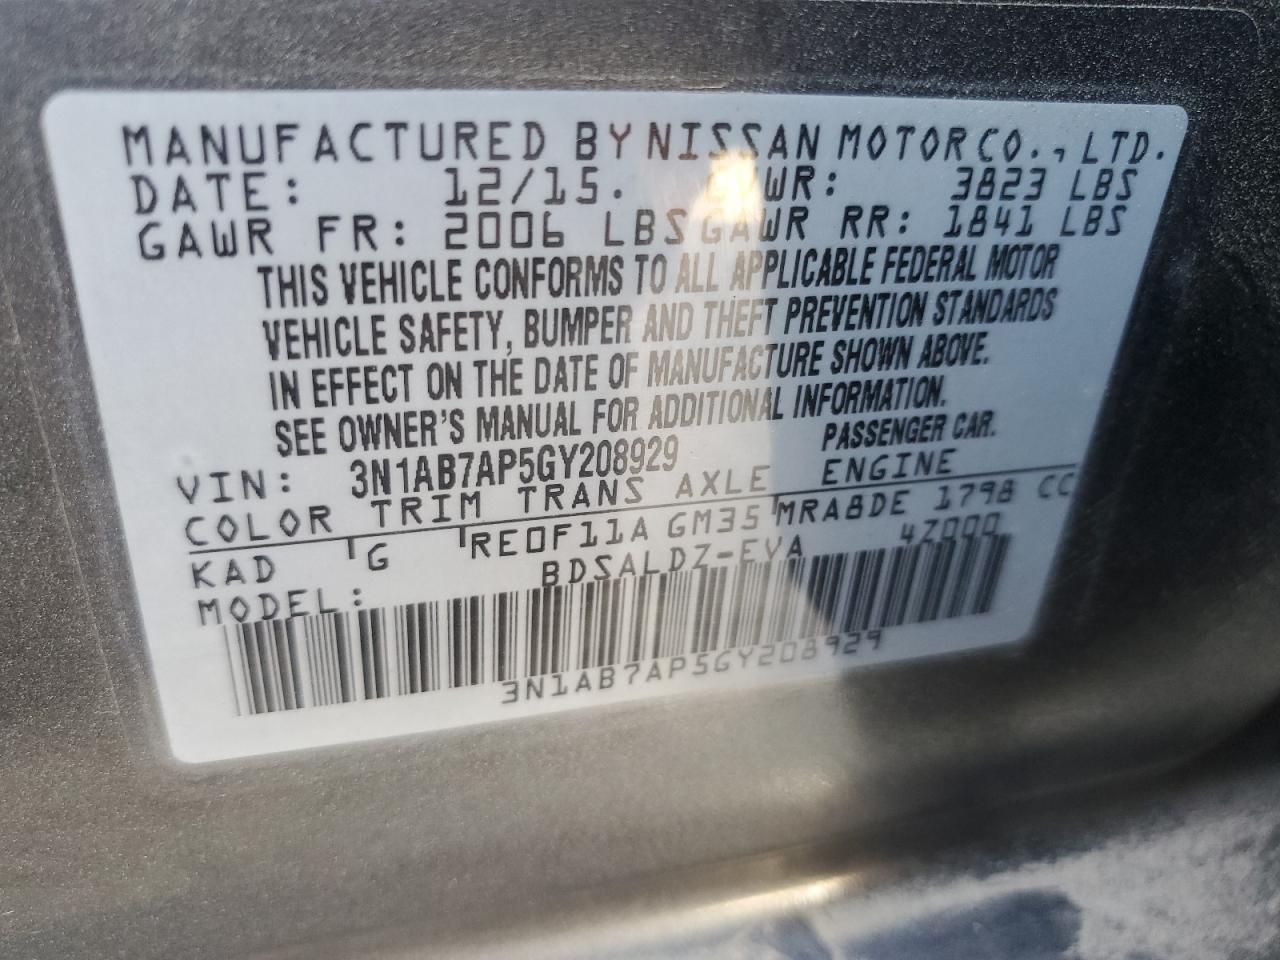 MANUFACTURED BY NISSAN MOTOR CO., LTD.
DATE: 12/15. GVWR: 3823 LBS
GAWR FR: 2006 LBS GAWR RR: 1841 LBS
THIS VEHICLE CONFORMS TO ALL APPLICABLE FEDERAL MOTOR
VEHICLE SAFETY, BUMPER AND THEFT PREVENTION STANDARDS
IN EFFECT ON THE DATE OF MANUFACTURE SHOWN ABOVE.
SEE OWNER'S MANUAL FOR ADDITIONAL INFORMATION.
VIN: 3N1AB7AP5GY208929 PASSENGER CAR.
COLOR TRIM TRANS AXLE ENGINE
KAD G RE0F11A GM35 MRA8DE 1798 CC
MODEL: BDSALDZ-EVA 4Z000
3N1AB7AP5GY208929